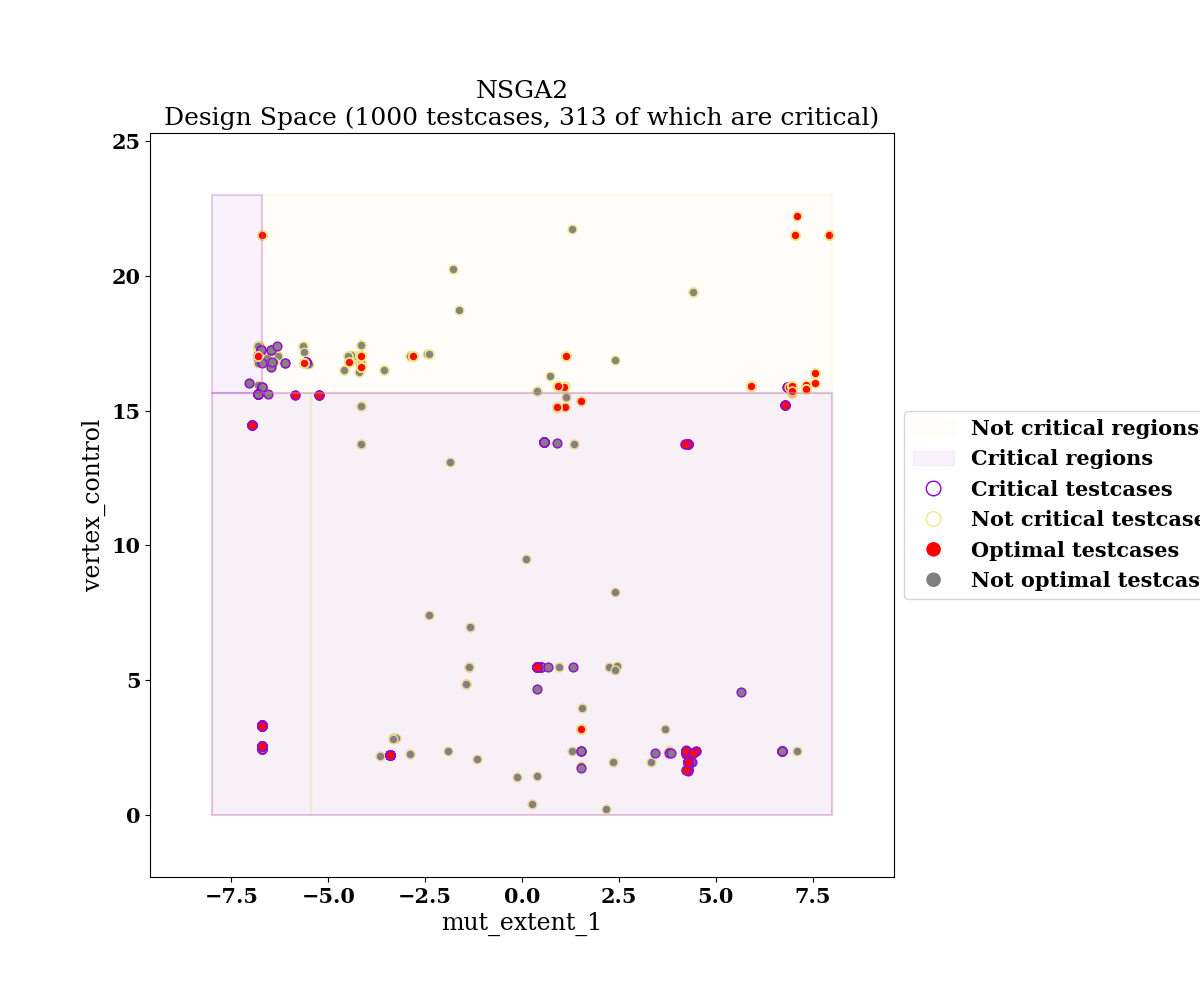 NSGA2
Design Space (1000 testcases, 313 of which are critical)
25
20
15
10
5
0
vertex_control
−7.5
−5.0
−2.5
0.0
2.5
5.0
7.5
mut_extent_1
Not critical regions
Critical regions
Critical testcases
Not critical testcase
Optimal testcases
Not optimal testcas